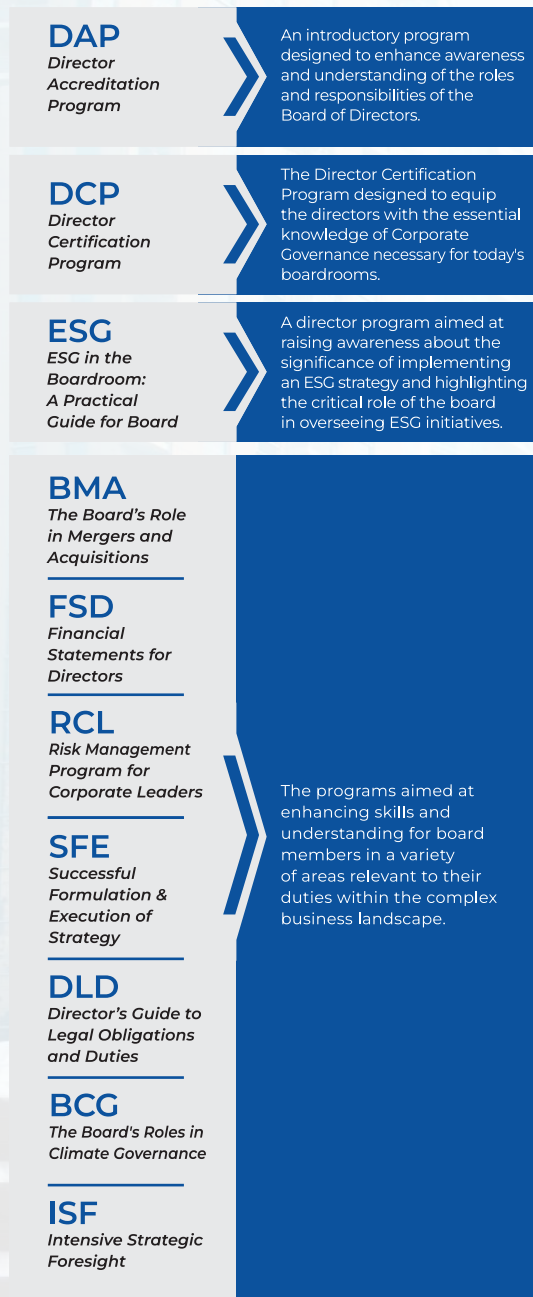 DAP
Director
Accreditation
Program
An introductory program
designed to enhance awareness
and understanding of the roles
and responsibilities of the
Board of Directors.
DCP
Director
Certification
Program
The Director Certification
Program designed to equip
the directors with the essential
knowledge of Corporate
Governance necessary for today's
boardrooms.
ESG
ESG in the
Boardroom:
A Practical
Guide for Board
A director program aimed at
raising awareness about the
significance of implementing
an ESG strategy and highlighting
the critical role of the board
in overseeing ESG initiatives.
BMA
The Board’s Role
in Mergers and
Acquisitions
FSD
Financial
Statements for
Directors
RCL
Risk Management
Program for
Corporate Leaders
SFE
Successful
Formulation &
Execution of
Strategy
DLD
Director’s Guide to
Legal Obligations
and Duties
BCG
The Board's Roles in
Climate Governance
ISF
Intensive Strategic
Foresight
The programs aimed at
enhancing skills and
understanding for board
members in a variety
of areas relevant to their
duties within the complex
business landscape.